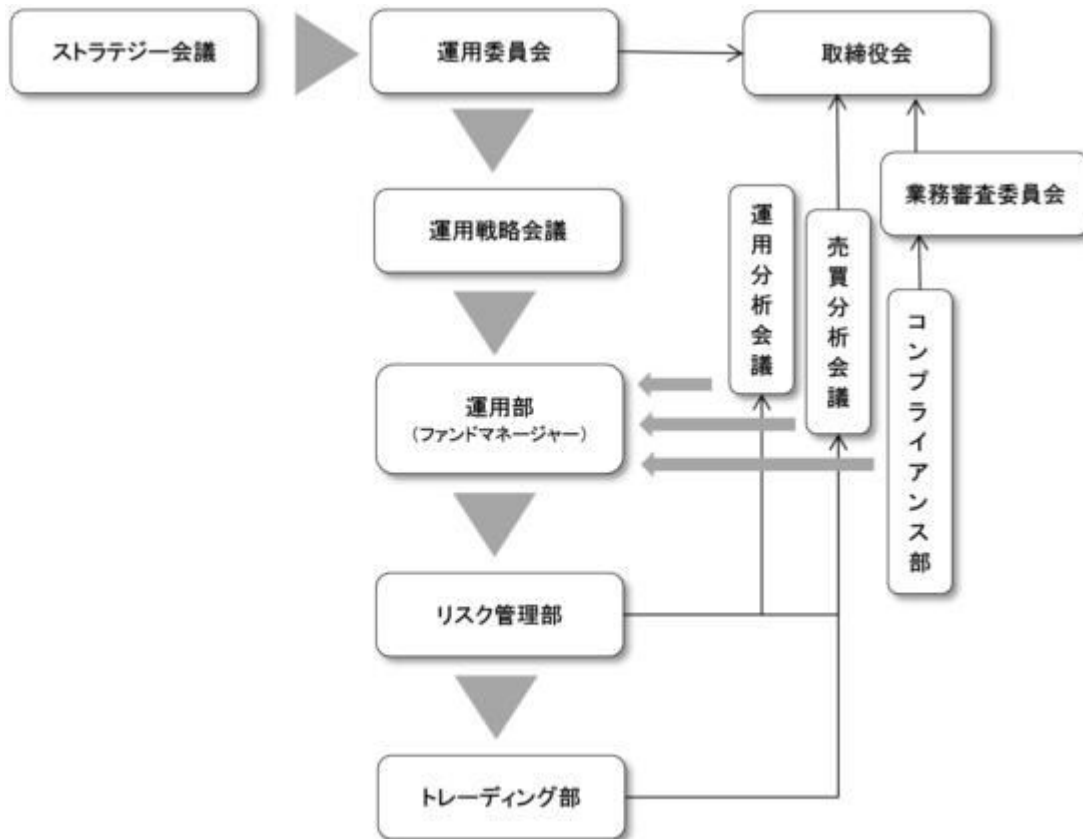 ストラテジー会議
運用委員会
取締役会
業務審査委員会
運用戦略会議
運用分析会議
売買分析会議
コンプライアンス部
運用部
(ファンドマネージャー)
リスク管理部
トレーディング部